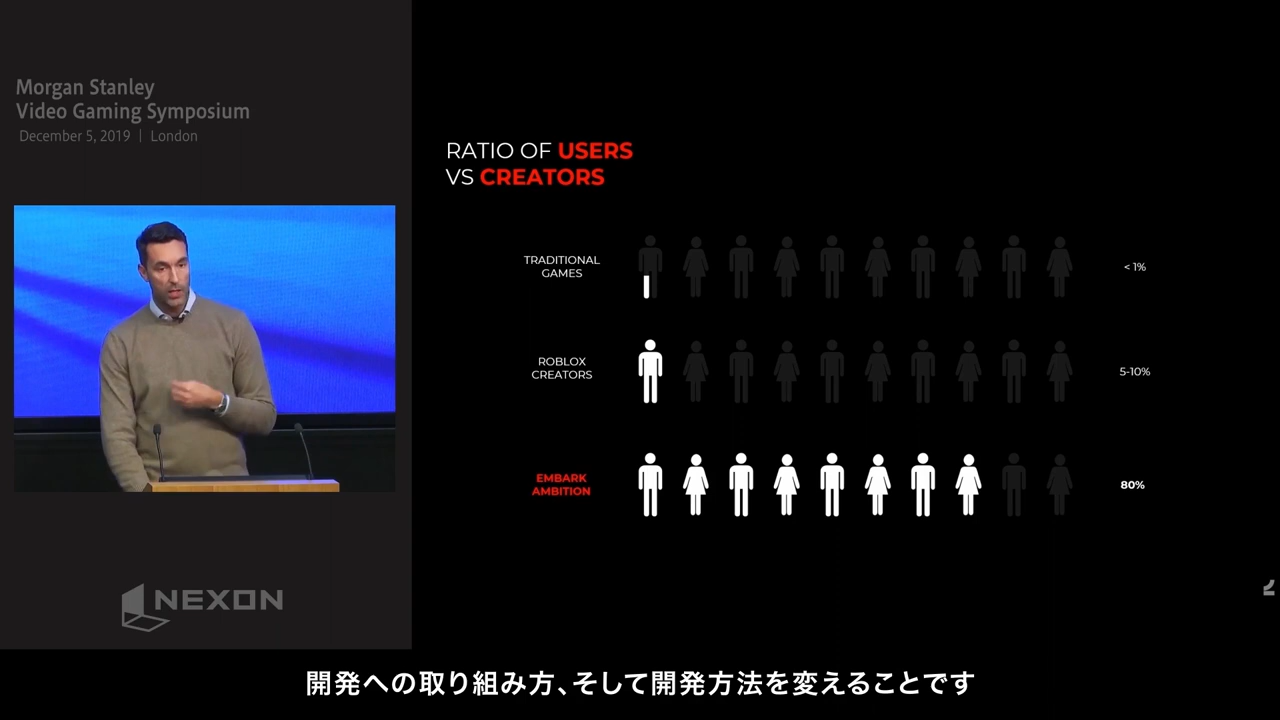 Morgan Stanley
Video Gaming Symposium
December 5, 2019 | London
RATIO OF USERS
VS CREATORS
TRADITIONAL
GAMES
< 1%
ROBLOX
CREATORS
5-10%
EMBARK
AMBITION
80%
NEXON
開発への取り組み方、そして開発方法を変えることです